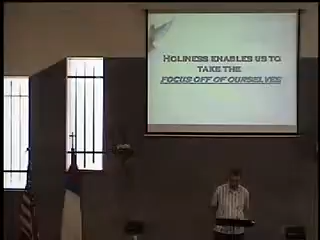 HOLINESS ENABLES US TO
TAKE THE
FOCUS OFF OF OURSELVES